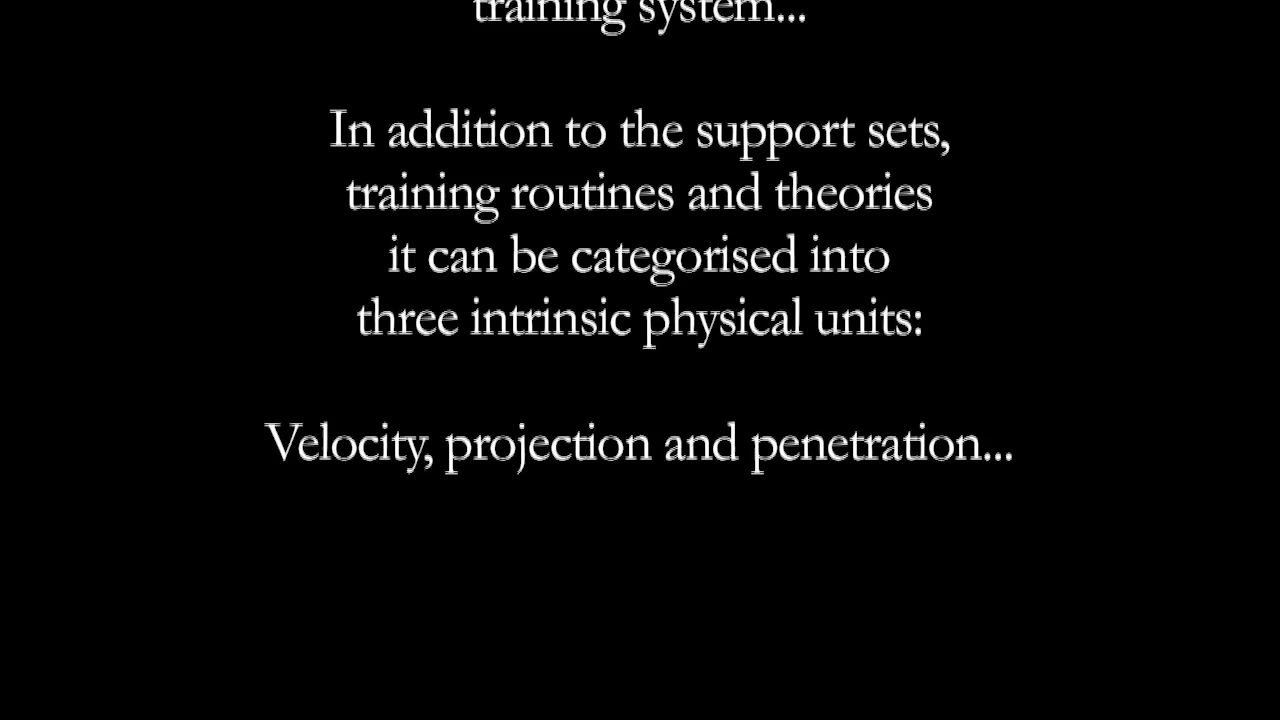 training system...
In addition to the support sets,
training routines and theories
it can be categorised into
three intrinsic physical units:
Velocity, projection and penetration...